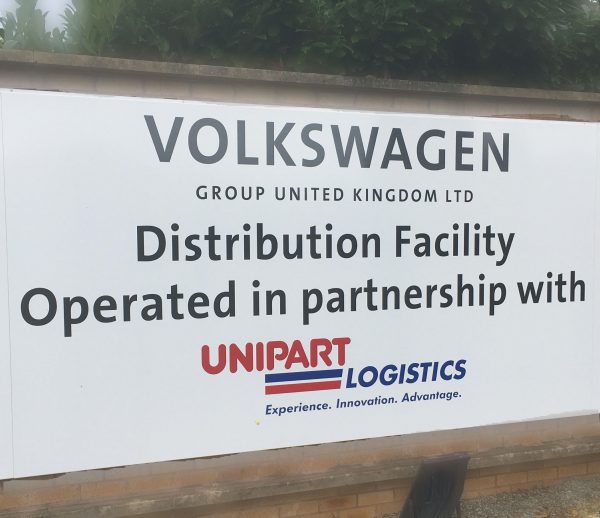 VOLKSWAGEN
GROUP UNITED KINGDOM LTD
Distribution Facility
Operated in partnership with
UNIPART
LOGISTICS
Experience. Innovation. Advantage.